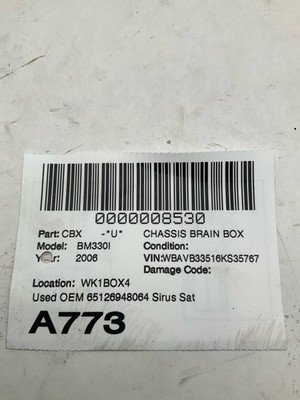 0000008530
Part: CBX -*U* CHASSIS BRAIN BOX
Model: BM330I Condition:
Year: 2006 VIN:WBAVB33516KS35767
Damage Code:
Location: WK1BOX4
Used OEM 65126948064 Sirus Sat
A773